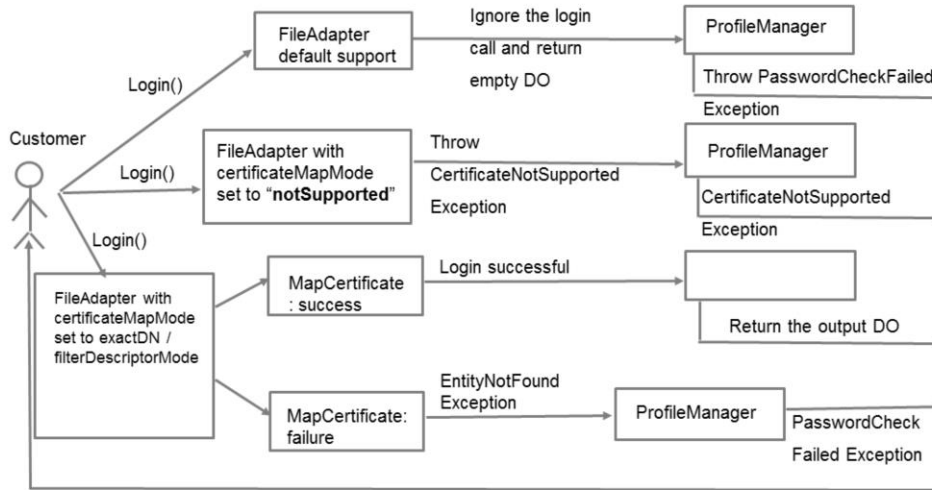 FileAdapter
default support
Ignore the login
call and return
empty DO
ProfileManager
Throw PasswordCheckFailed
Exception
Login()
Customer
Login()
FileAdapter with
certificateMapMode
set to “notSupported”
Throw
CertificateNotSupported
Exception
ProfileManager
CertificateNotSupported
Exception
Login()
FileAdapter with
certificateMapMode
set to exactDN /
filterDescriptorMode
MapCertificate
: success
Login successful
Return the output DO
MapCertificate:
failure
EntityNotFound
Exception
ProfileManager
PasswordCheck
Failed Exception